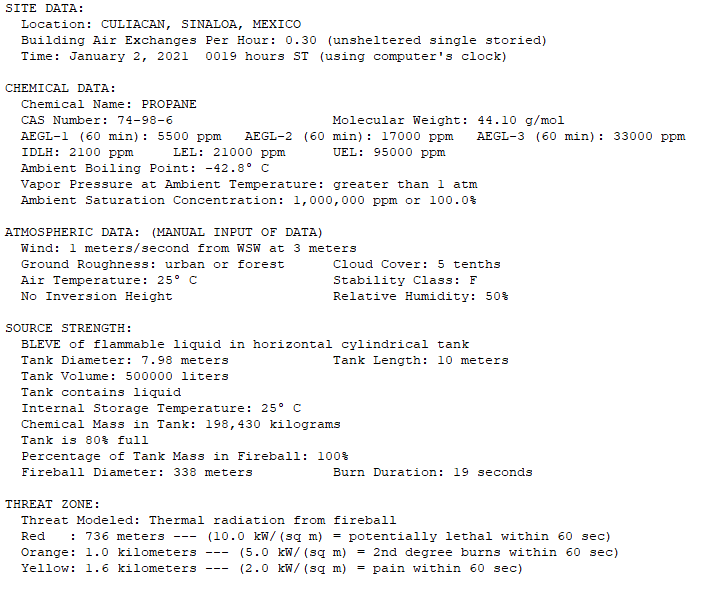 SITE DATA:
Location: CULIACAN, SINALOA, MEXICO
Building Air Exchanges Per Hour: 0.30 (unsheltered single storied)
Time: January 2, 2021  0019 hours ST (using computer's clock)
CHEMICAL DATA:
Chemical Name: PROPANE
CAS Number: 74-98-6 Molecular Weight: 44.10 g/mol
AEGL-1 (60 min): 5500 ppm AEGL-2 (60 min): 17000 ppm AEGL-3 (60 min): 33000 ppm
IDLH: 2100 ppm LEL: 21000 ppm UEL: 95000 ppm
Ambient Boiling Point: -42.8° C
Vapor Pressure at Ambient Temperature: greater than 1 atm
Ambient Saturation Concentration: 1,000,000 ppm or 100.0%
ATMOSPHERIC DATA: (MANUAL INPUT OF DATA)
Wind: 1 meters/second from WSW at 3 meters
Ground Roughness: urban or forest Cloud Cover: 5 tenths
Air Temperature: 25° C Stability Class: F
No Inversion Height Relative Humidity: 50%
SOURCE STRENGTH:
BLEVE of flammable liquid in horizontal cylindrical tank
Tank Diameter: 7.98 meters Tank Length: 10 meters
Tank Volume: 500000 liters
Tank contains liquid
Internal Storage Temperature: 25° C
Chemical Mass in Tank: 198,430 kilograms
Tank is 80% full
Percentage of Tank Mass in Fireball: 100%
Fireball Diameter: 338 meters Burn Duration: 19 seconds
THREAT ZONE:
Threat Modeled: Thermal radiation from fireball
Red   : 736 meters --- (10.0 kW/(sq m) = potentially lethal within 60 sec)
Orange: 1.0 kilometers --- (5.0 kW/(sq m) = 2nd degree burns within 60 sec)
Yellow: 1.6 kilometers --- (2.0 kW/(sq m) = pain within 60 sec)